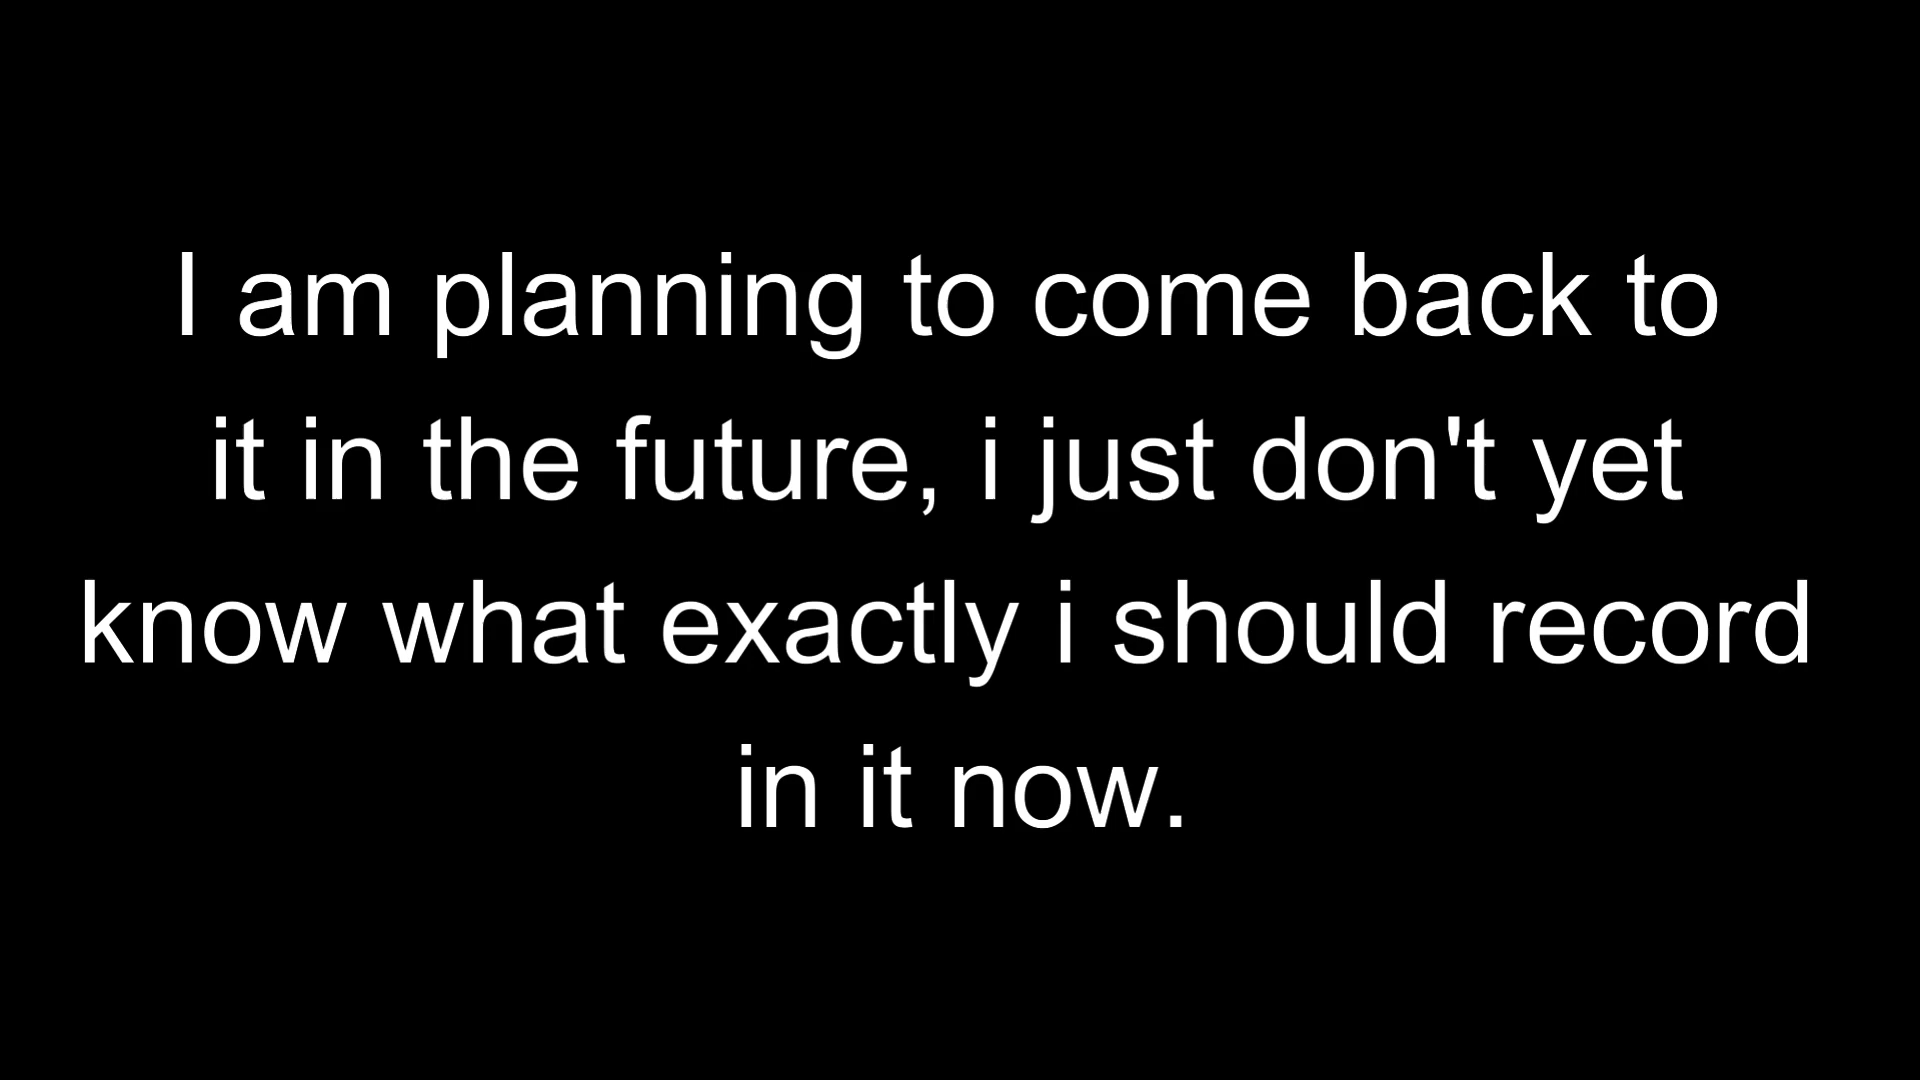 I am planning to come back to
it in the future, i just don't yet
know what exactly i should record
in it now.